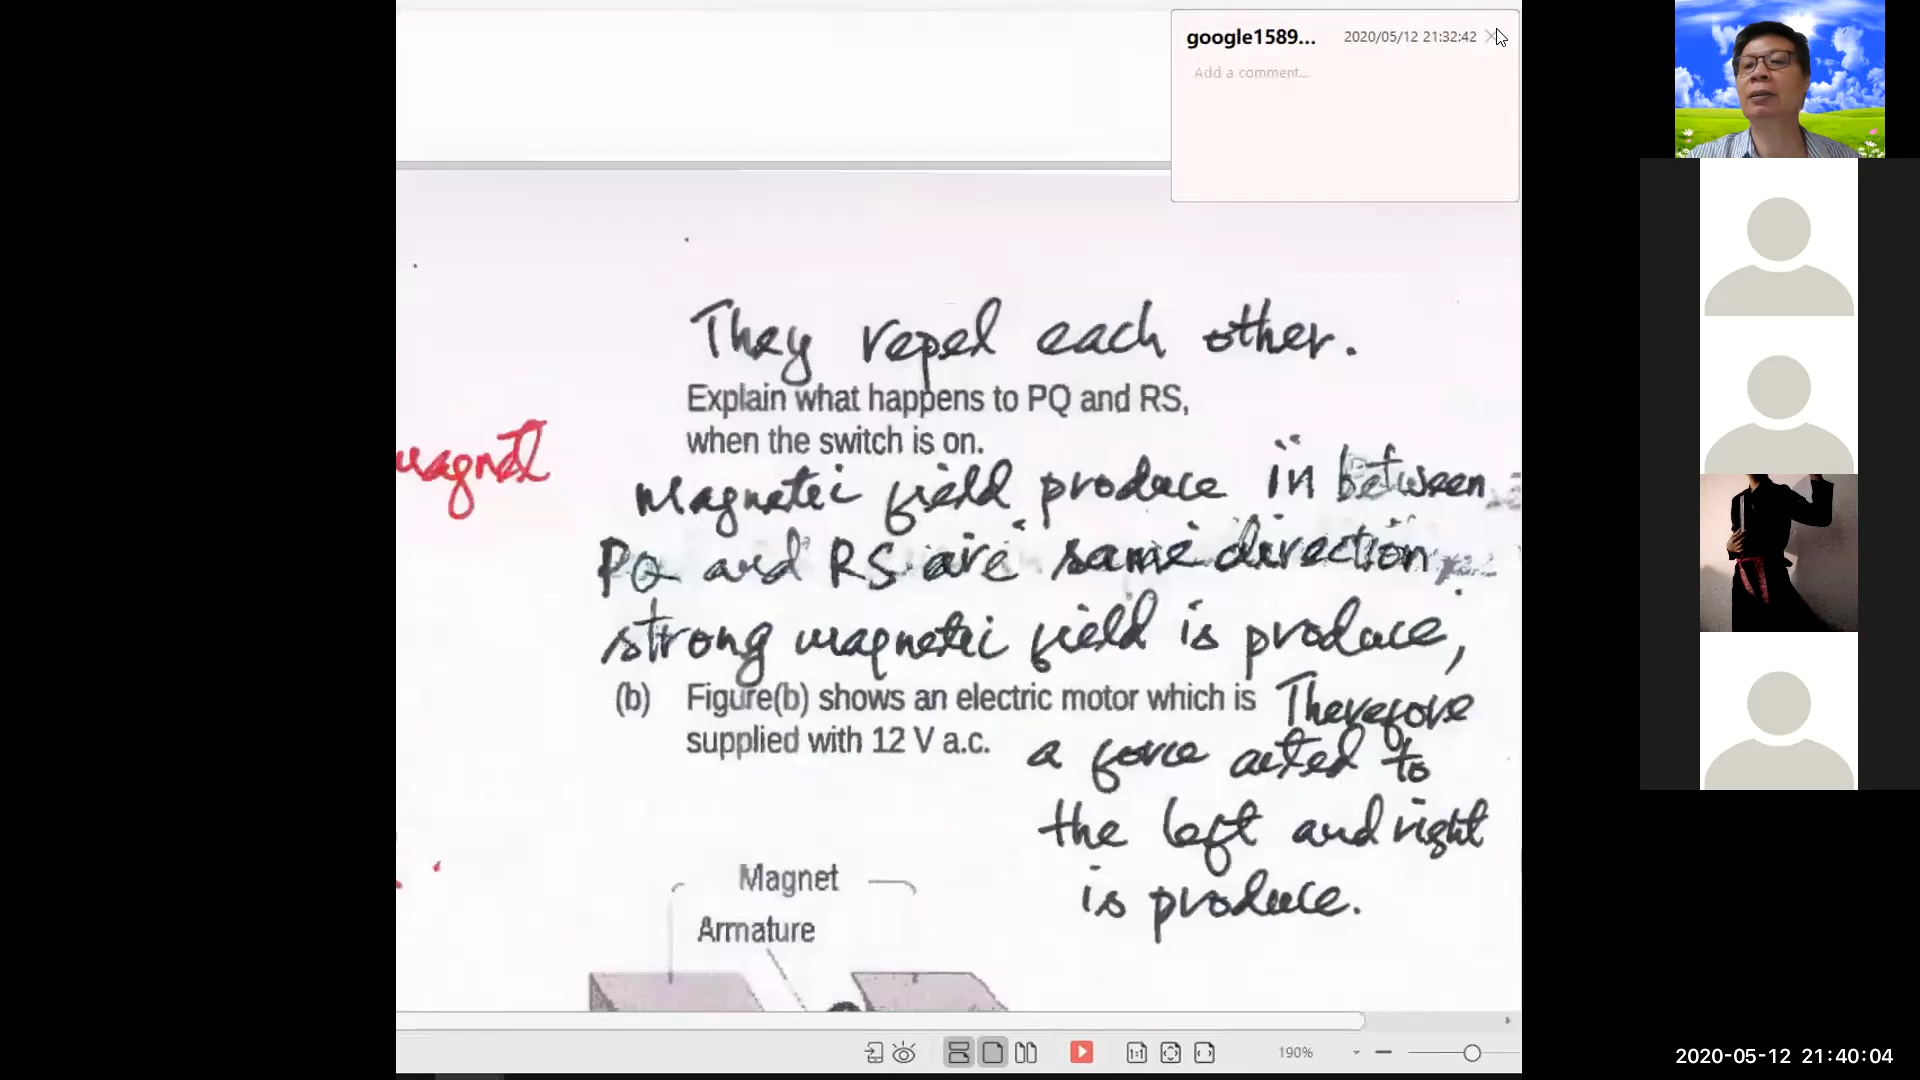 google1589... 2020/05/12 21:32:42
Add a comment...
They repel each other.
Explain what happens to PQ and RS,
when the switch is on.
magnet
Magnetic field produce in between
PQ and RS are same direction.
strong magnetic field is produce,
(b) Figure(b) shows an electric motor which is
supplied with 12 V a.c.
Therefore
a force acted to
the left and right
is produce.
Magnet
Armature
1:1
190%
2020-05-12 21:40:04